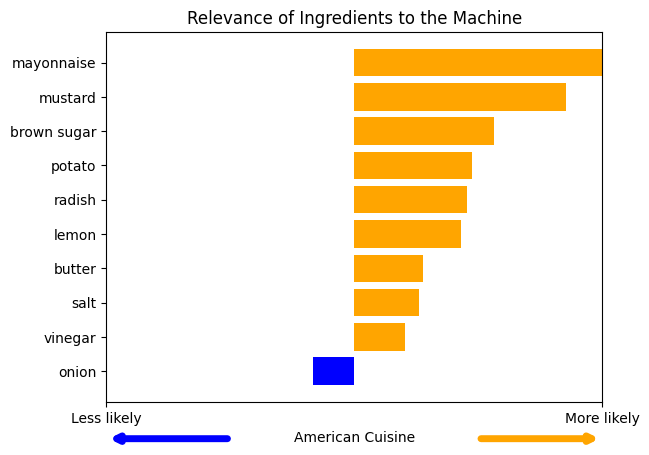 Relevance of Ingredients to the Machine
mayonnaise
mustard
brown sugar
potato
radish
lemon
butter
salt
vinegar
onion
Less likely
More likely
American Cuisine